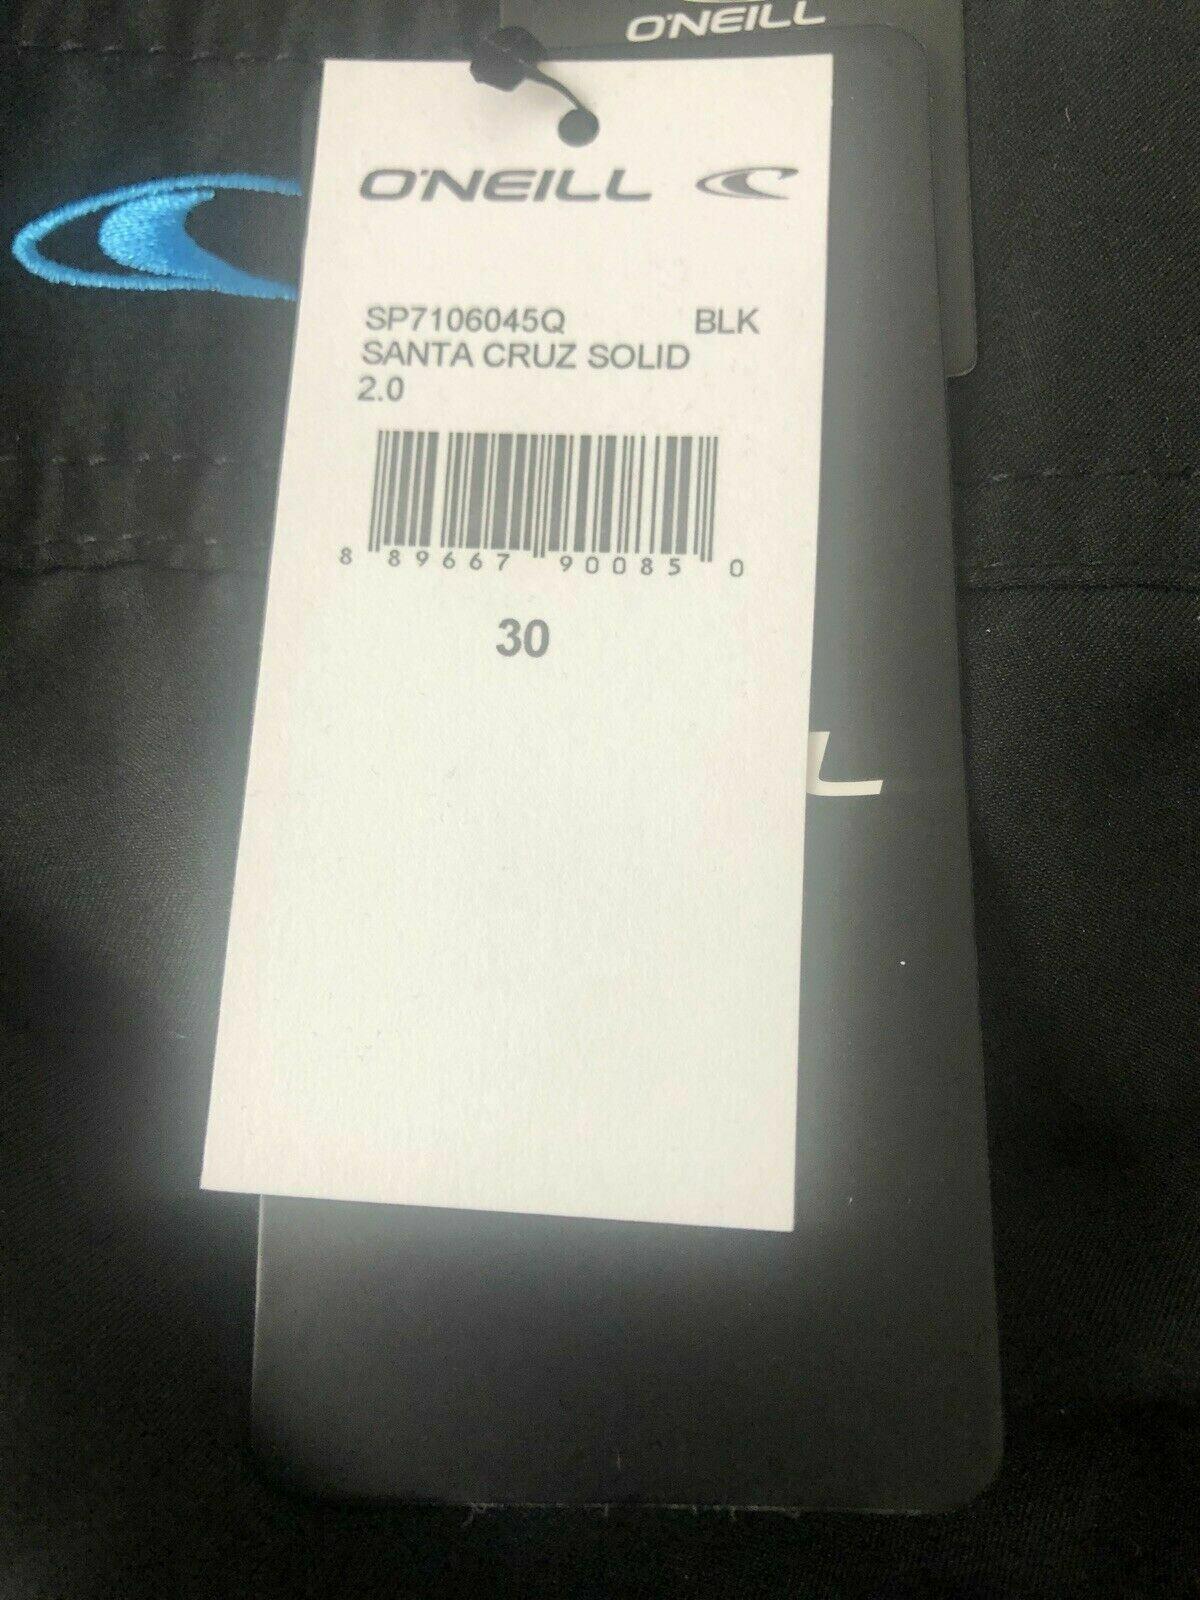 O'NEILL
O'NEILL
SP7106045Q BLK
SANTA CRUZ SOLID
2.0
8 89667 90085 0
30
L